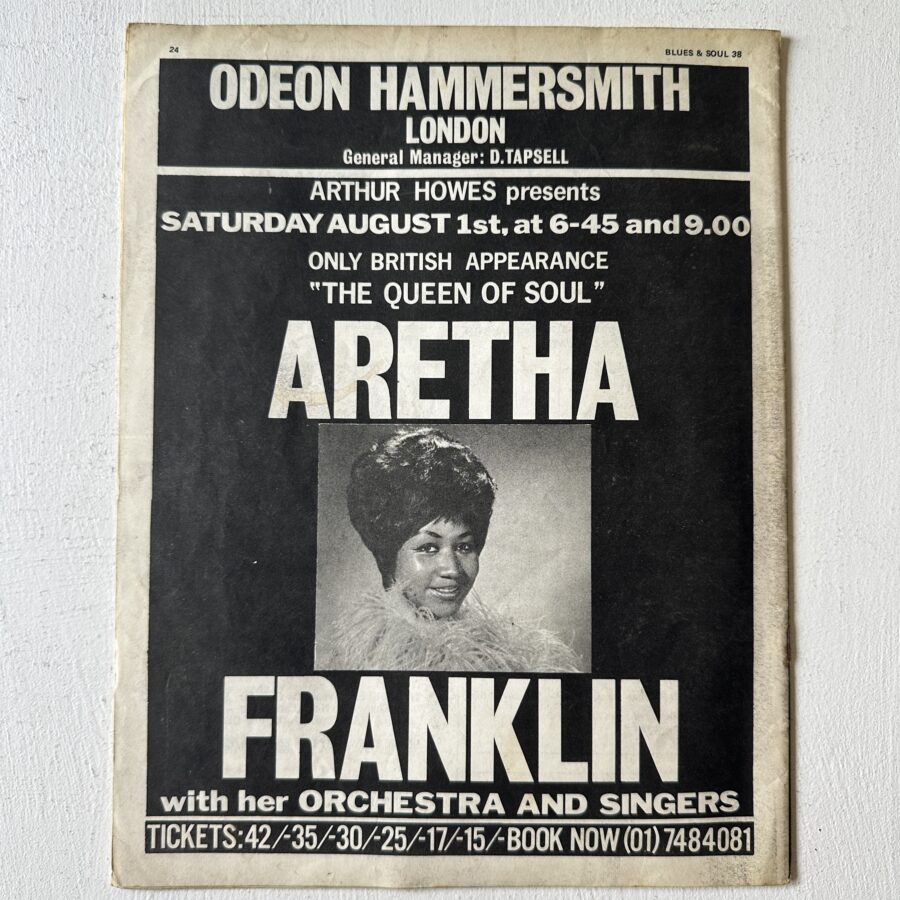 24
BLUES & SOUL 38
ODEON HAMMERSMITH
LONDON
General Manager: D.TAPSELL
ARTHUR HOWES presents
SATURDAY AUGUST 1st, at 6-45 and 9.00
ONLY BRITISH APPEARANCE
"THE QUEEN OF SOUL"
ARETHA
FRANKLIN
with her ORCHESTRA AND SINGERS
TICKETS:42/-35/-30/-25/-17/-15/-BOOK NOW (01) 7484081